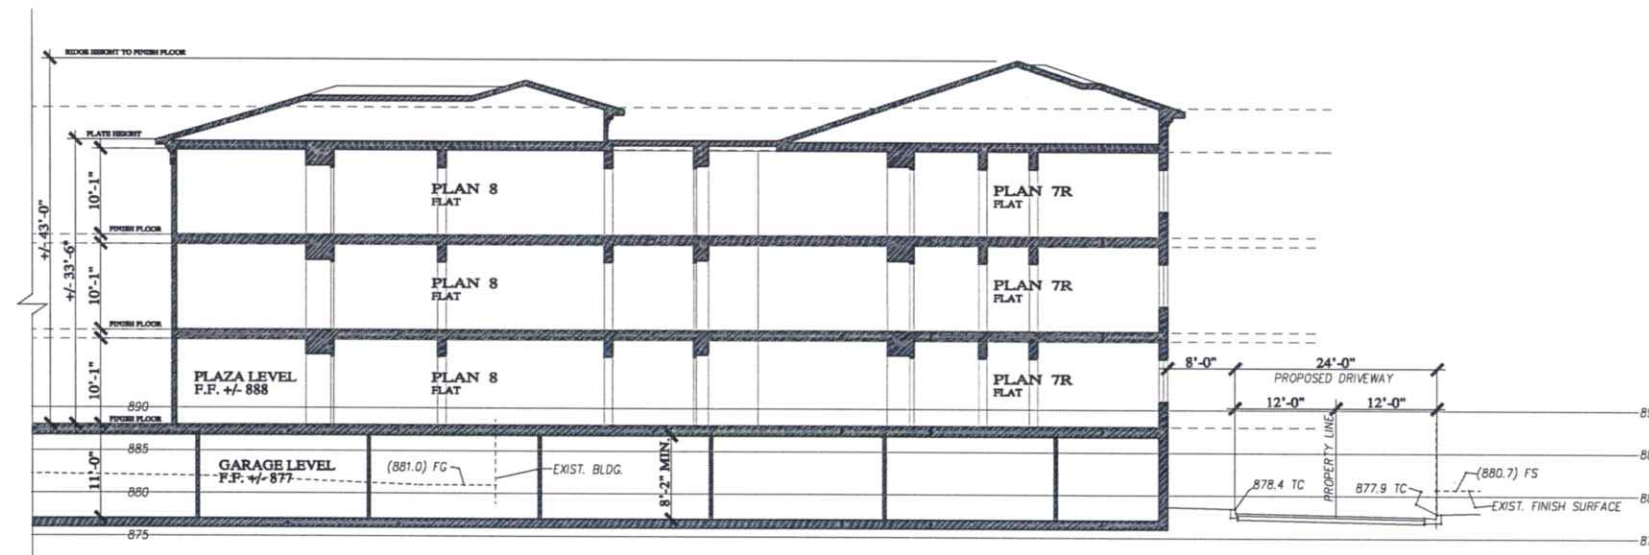 RIDGE HEIGHT TO FINISH FLOOR
PLATE HEIGHT
+/- 43'-0"
+/- 33'-6"
10'-1"
PLAN 8
FLAT
PLAN 7R
FLAT
FINISH FLOOR
10'-1"
PLAN 8
FLAT
PLAN 7R
FLAT
FINISH FLOOR
10'-1"
PLAZA LEVEL
F.F. +/- 888
PLAN 8
FLAT
PLAN 7R
FLAT
8'-0"
24'-0"
PROPOSED DRIVEWAY
12'-0"
12'-0"
890
FINISH FLOOR
885
11'-0"
GARAGE LEVEL
F.F. +/- 877
(881.0) FG
EXIST. BLDG.
8'-2" MIN.
PROPERTY LINE
880
878.4 TC
877.9 TC
(880.7) FS
EXIST. FINISH SURFACE
875